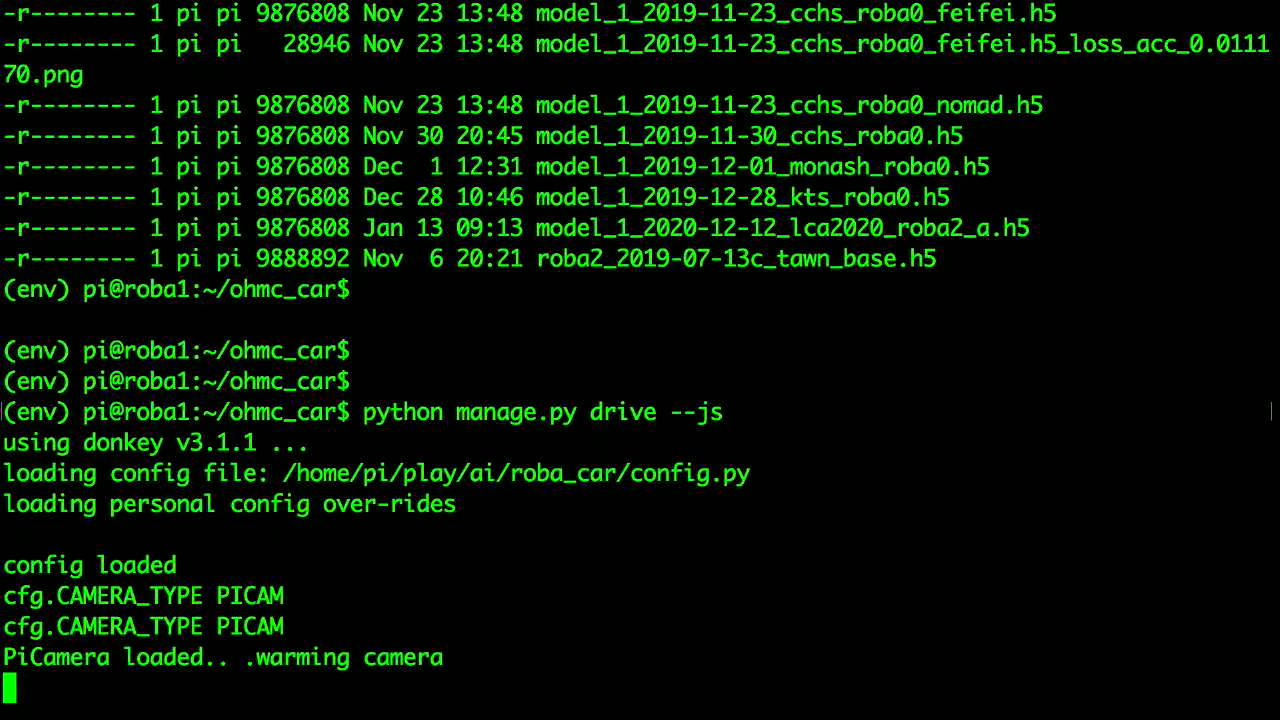 -r-------- 1 pi pi 9876808 Nov 23 13:48 model_1_2019-11-23_cchs_roba0_feifei.h5
-r-------- 1 pi pi   28946 Nov 23 13:48 model_1_2019-11-23_cchs_roba0_feifei.h5_loss_acc_0.0111
70.png
-r-------- 1 pi pi 9876808 Nov 23 13:48 model_1_2019-11-23_cchs_roba0_nomad.h5
-r-------- 1 pi pi 9876808 Nov 30 20:45 model_1_2019-11-30_cchs_roba0.h5
-r-------- 1 pi pi 9876808 Dec  1 12:31 model_1_2019-12-01_monash_roba0.h5
-r-------- 1 pi pi 9876808 Dec 28 10:46 model_1_2019-12-28_kts_roba0.h5
-r-------- 1 pi pi 9876808 Jan 13 09:13 model_1_2020-12-12_lca2020_roba2_a.h5
-r-------- 1 pi pi 9888892 Nov  6 20:21 roba2_2019-07-13c_tawn_base.h5
(env) pi@roba1:~/ohmc_car$
(env) pi@roba1:~/ohmc_car$
(env) pi@roba1:~/ohmc_car$
(env) pi@roba1:~/ohmc_car$ python manage.py drive --js
using donkey v3.1.1 ...
loading config file: /home/pi/play/ai/roba_car/config.py
loading personal config over-rides
config loaded
cfg.CAMERA_TYPE PICAM
cfg.CAMERA_TYPE PICAM
PiCamera loaded.. .warming camera